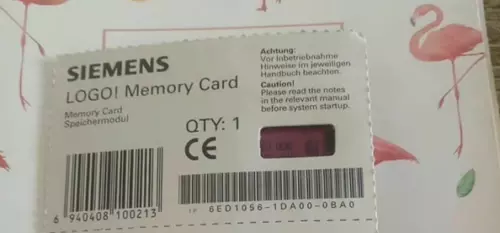 SIEMENS
LOGO! Memory Card
Memory Card
Speichermodul
QTY: 1
CE
Achtung:
Vor Inbetriebnahme
Hinweise im jeweiligen
Handbuch beachten.
Caution!
Please read the notes
in the relevant manual
before system startup.
6 940408 100213
1P 6ED1056-1DA00-0BA0